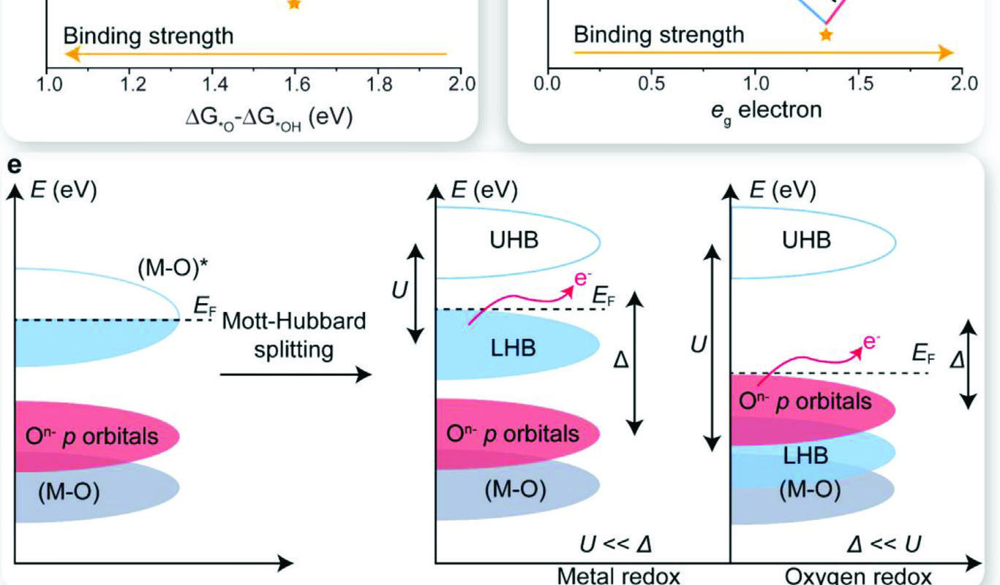 Binding strength
1.0 1.2 1.4 1.6 1.8 2.0
ΔG*O-ΔG*OH (eV)
Binding strength
0.0 0.5 1.0 1.5 2.0
eg electron
e
E (eV)
(M-O)*
EF
Oⁿ⁻ p orbitals
(M-O)
Mott-Hubbard
splitting
E (eV)
UHB
U
e⁻
EF
LHB
Δ
Oⁿ⁻ p orbitals
(M-O)
U << Δ
Metal redox
E (eV)
UHB
U
e⁻
EF
Δ
Oⁿ⁻ p orbitals
LHB
(M-O)
Δ << U
Oxygen redox